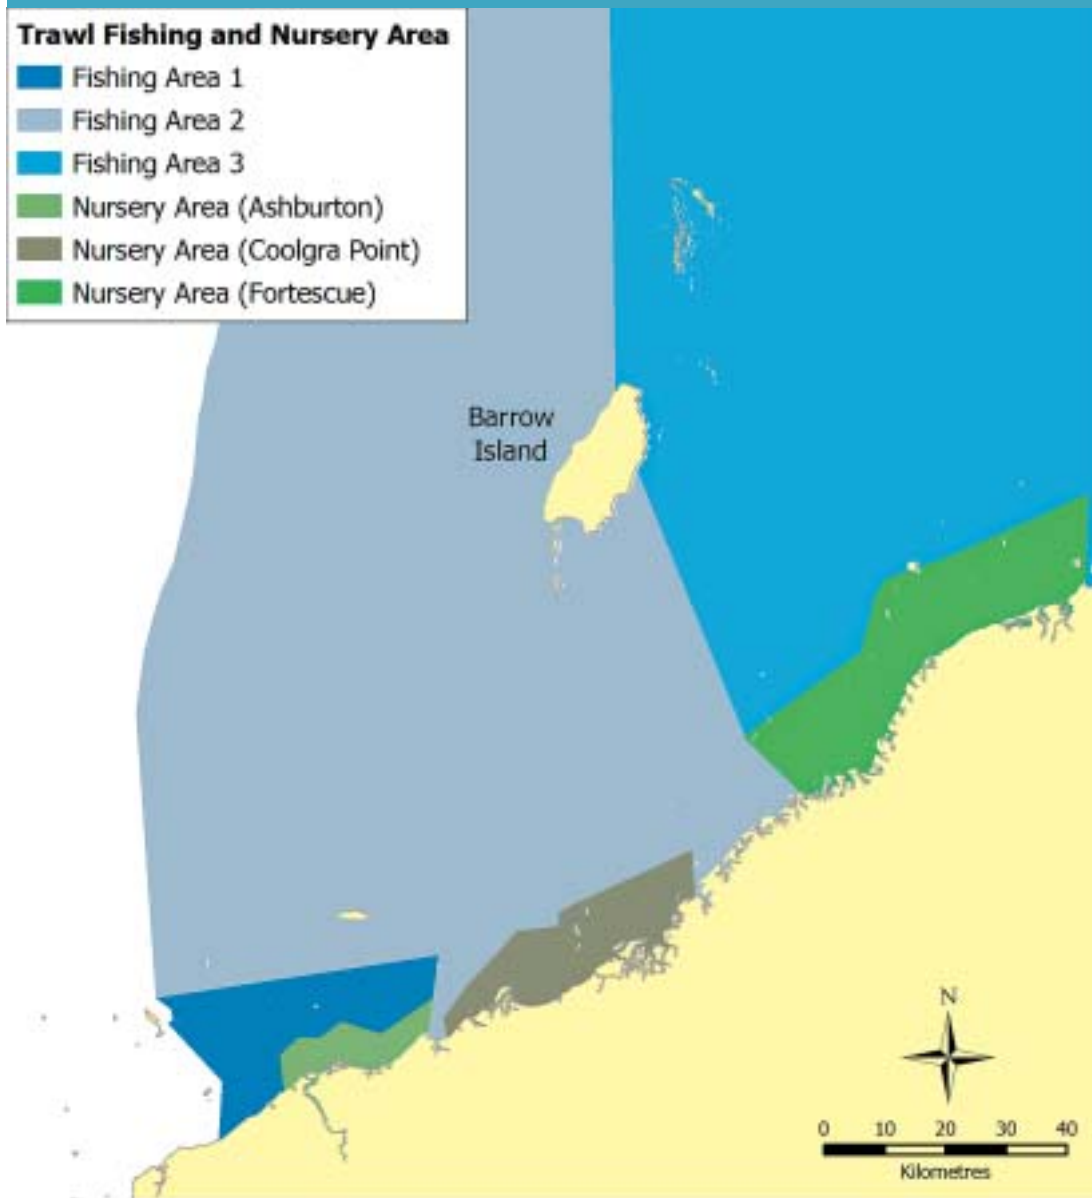 Trawl Fishing and Nursery Area
Fishing Area 1
Fishing Area 2
Fishing Area 3
Nursery Area (Ashburton)
Nursery Area (Coolgra Point)
Nursery Area (Fortescue)
Barrow
Island
N
0 10 20 30 40
Kilometres